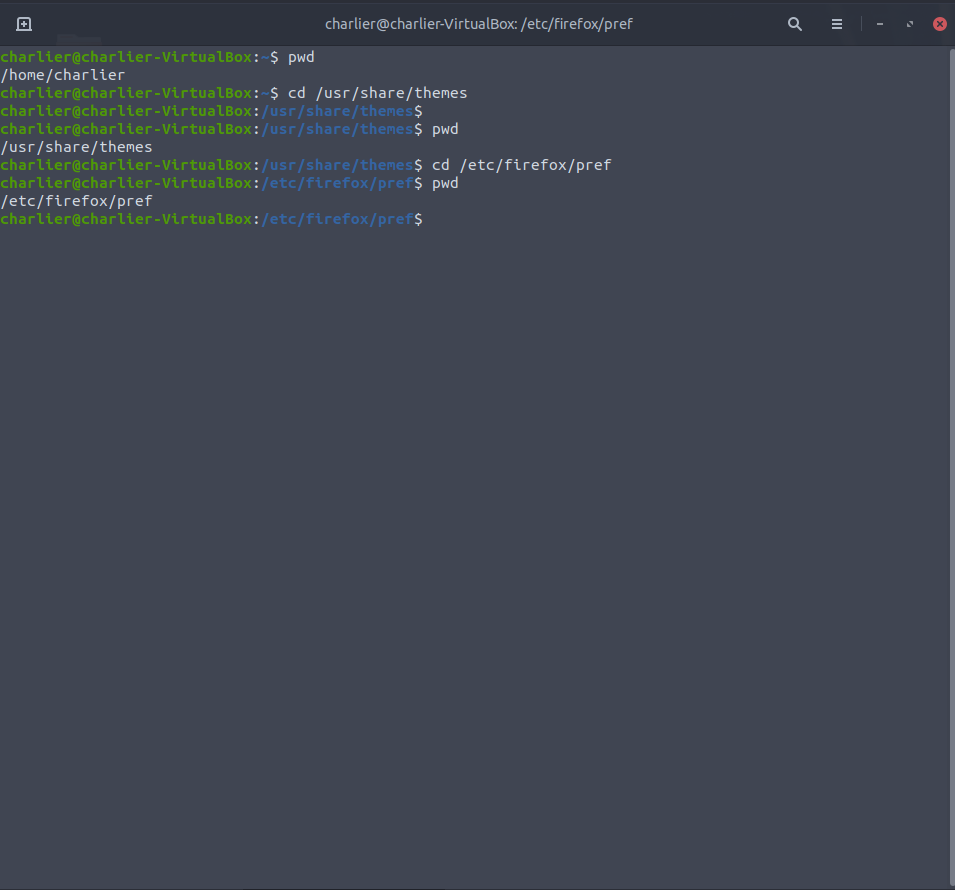 charlier@charlier-VirtualBox: /etc/firefox/pref
charlier@charlier-VirtualBox:~$ pwd
/home/charlier
charlier@charlier-VirtualBox:~$ cd /usr/share/themes
charlier@charlier-VirtualBox:/usr/share/themes$
charlier@charlier-VirtualBox:/usr/share/themes$ pwd
/usr/share/themes
charlier@charlier-VirtualBox:/usr/share/themes$ cd /etc/firefox/pref
charlier@charlier-VirtualBox:/etc/firefox/pref$ pwd
/etc/firefox/pref
charlier@charlier-VirtualBox:/etc/firefox/pref$